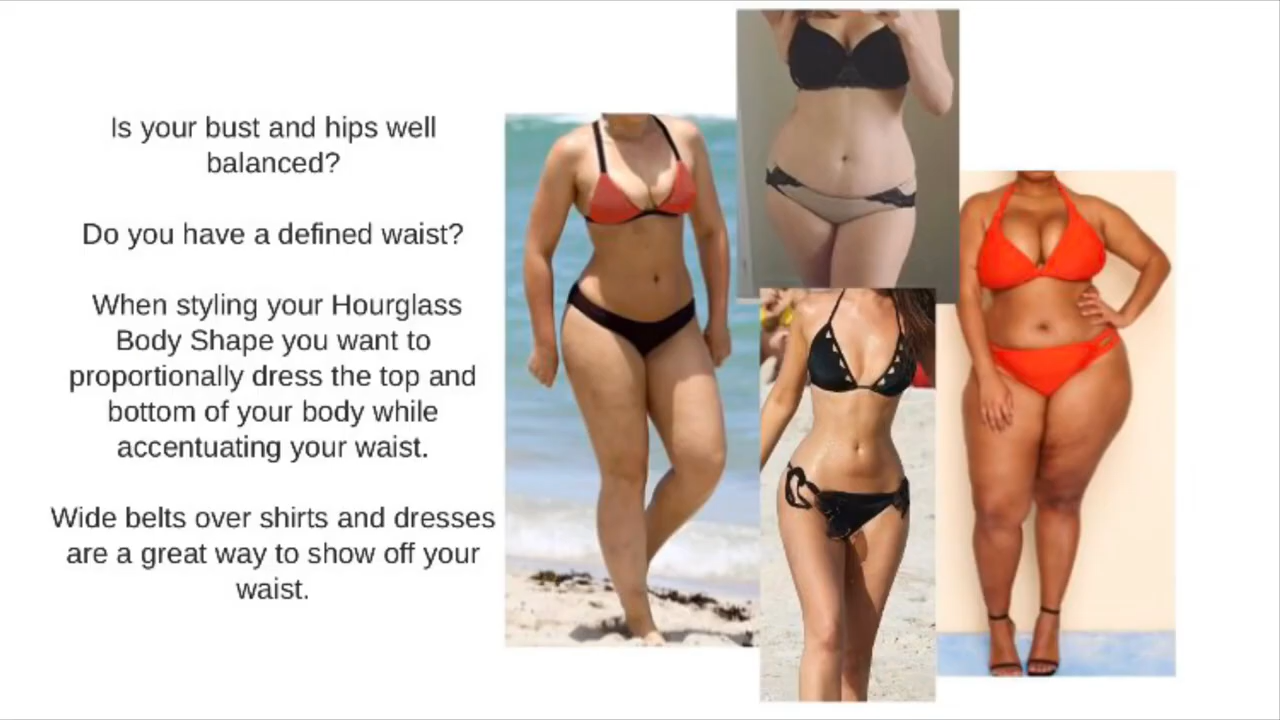 Is your bust and hips well
balanced?
Do you have a defined waist?
When styling your Hourglass
Body Shape you want to
proportionally dress the top and
bottom of your body while
accentuating your waist.
Wide belts over shirts and dresses
are a great way to show off your
waist.